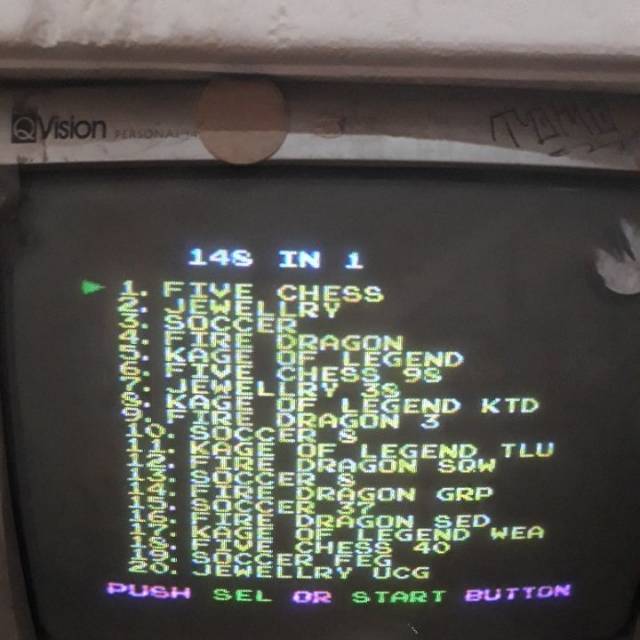 QVision PERSONAL
MOMO
148 IN 1
1. FIVE CHESS
2. JEWELLRY
3. SOCCER
4. FIRE DRAGON
5. KAGE OF LEGEND
6. FIVE CHESS 98
7. JEWELLRY 38
8. KAGE OF LEGEND KTD
9. FIRE DRAGON 3
10. SOCCER 8
11. KAGE OF LEGEND TLU
12. FIRE DRAGON SQW
13. SOCCER S
14. FIRE DRAGON GRP
15. SOCCER 37
16. FIRE DRAGON SED
17. KAGE OF LEGEND WEA
18. FIVE CHESS 40
19. SOCCER FEG
20. JEWELLRY UCG
PUSH SEL OR START BUTTON